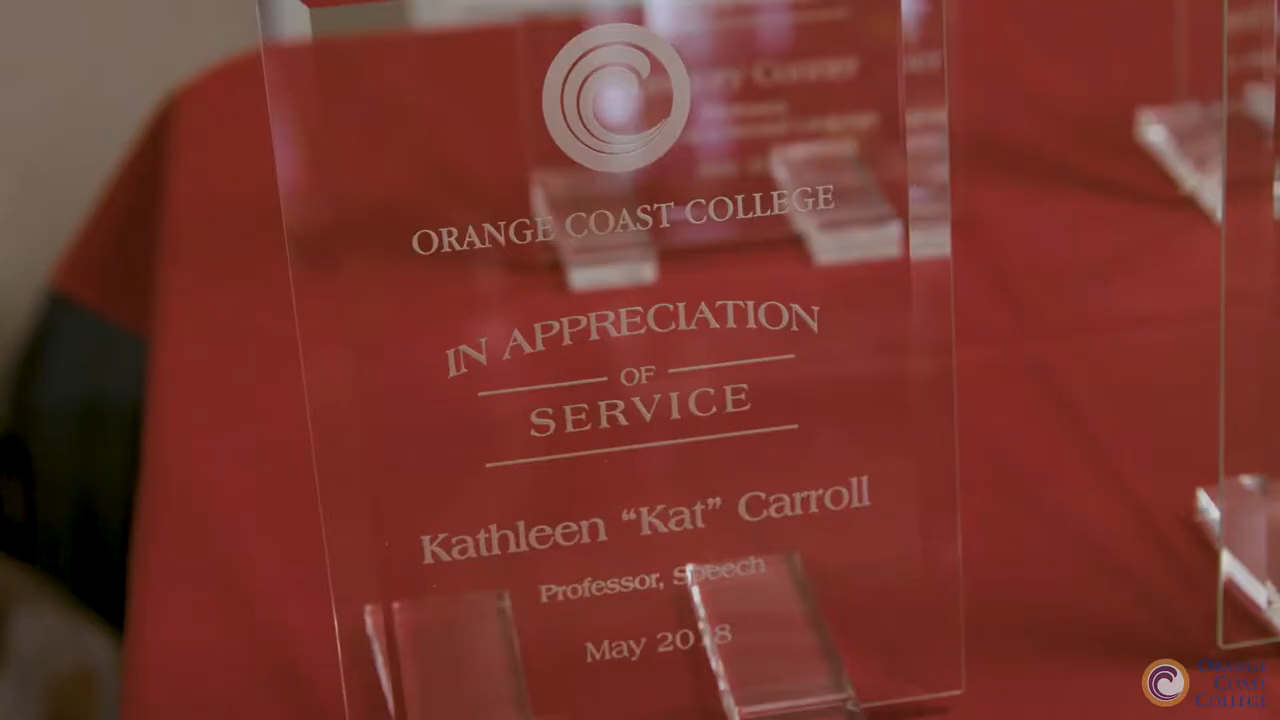 ORANGE COAST COLLEGE
IN APPRECIATION
OF
SERVICE
Kathleen “Kat” Carroll
Professor, Speech
May 2018
ORANGE
COAST
COLLEGE